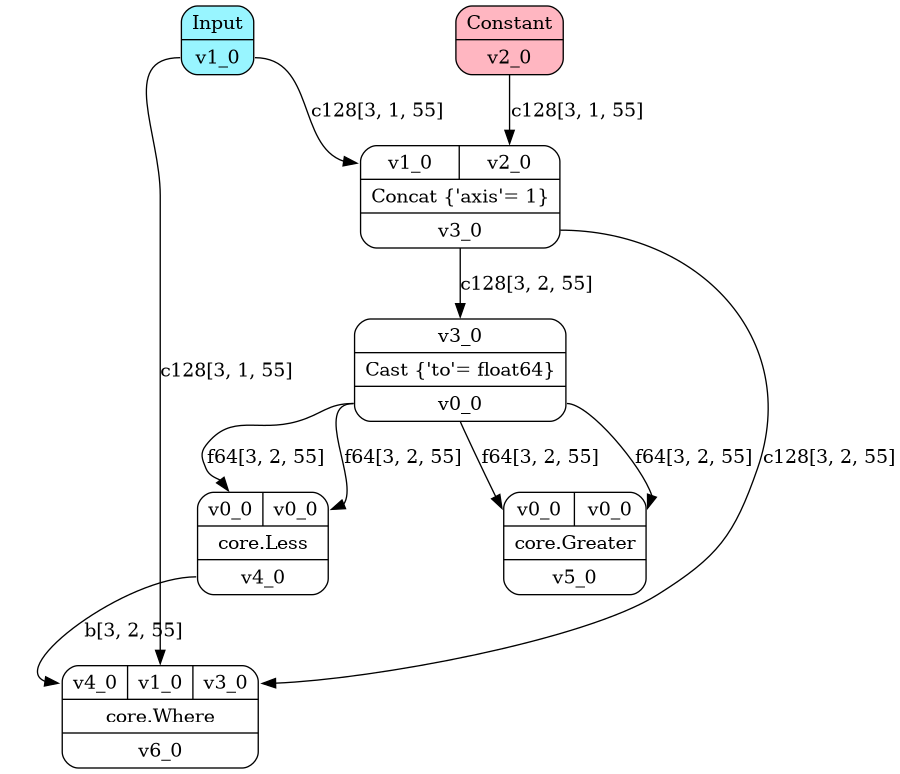 Input
v1_0
Constant
v2_0
c128[3, 1, 55]
c128[3, 1, 55]
v1_0 v2_0
Concat {'axis'= 1}
v3_0
c128[3, 2, 55]
v3_0
c128[3, 1, 55]
Cast {'to'= float64}
v0_0
f64[3, 2, 55]
f64[3, 2, 55]
f64[3, 2, 55]
f64[3, 2, 55]
c128[3, 2, 55]
v0_0 v0_0
core.Less
v4_0
v0_0 v0_0
core.Greater
v5_0
b[3, 2, 55]
v4_0 v1_0 v3_0
core.Where
v6_0